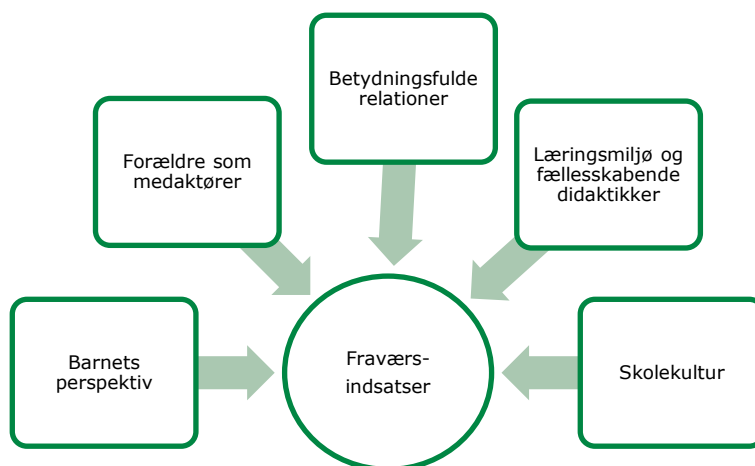 Betydningsfulde
relationer
Forældre som
medaktører
Læringsmiljø og
fællesskabende
didaktikker
Barnets
perspektiv
Fraværs-
indsatser
Skolekultur